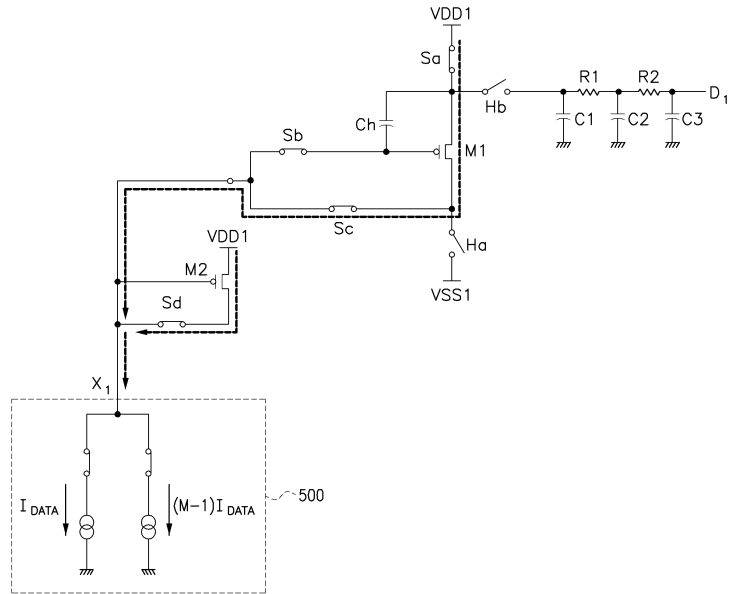 VDD1
Sa
Hb
R1
R2
D1
C1
C2
C3
Ch
Sb
M1
Sc
Ha
VSS1
VDD1
M2
Sd
X1
IDATA
(M-1)IDATA
500